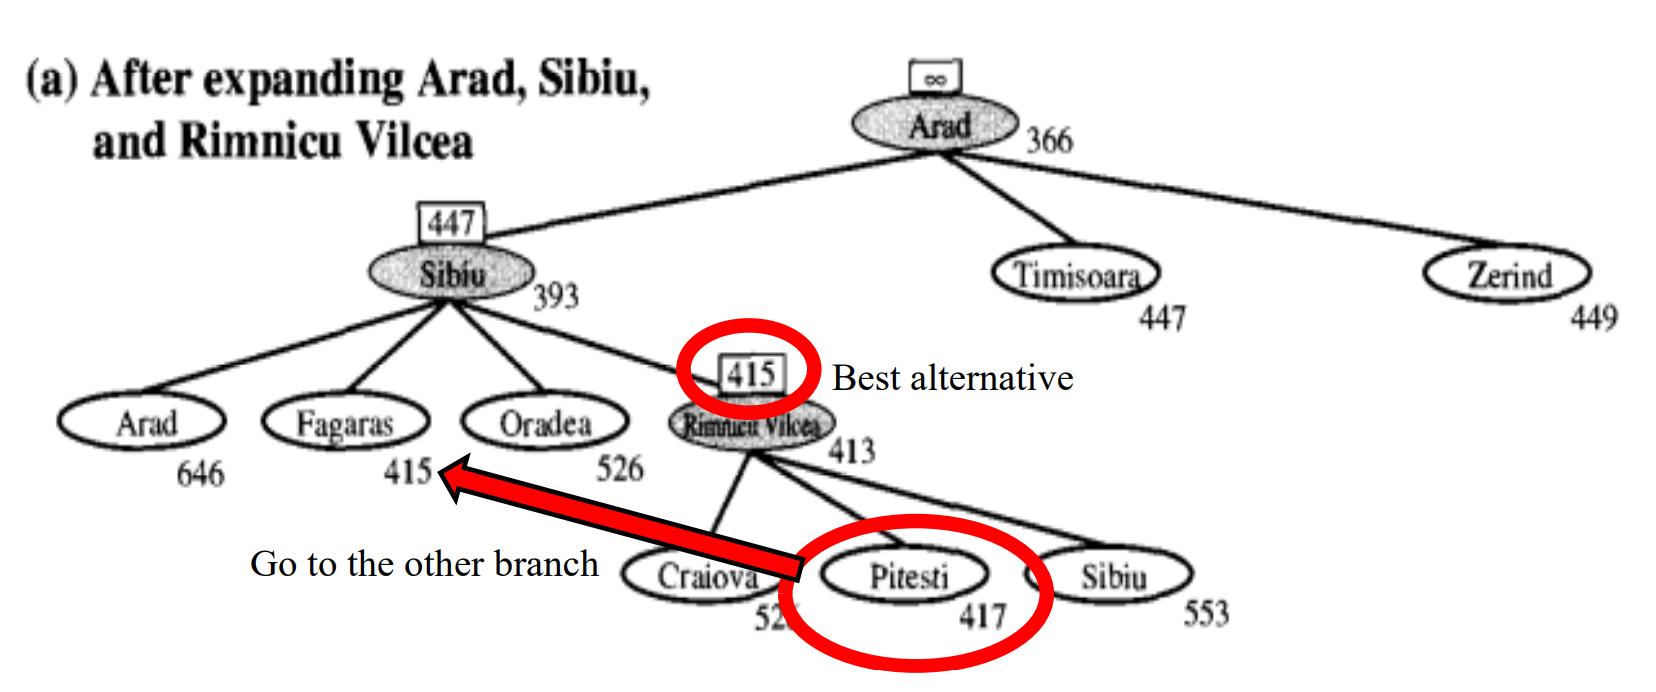 (a) After expanding Arad, Sibiu,
and Rimnicu Vilcea
∞
Arad
366
447
Sibiu
393
Timisoara
447
Zerind
449
415
Best alternative
Arad
646
Fagaras
415
Oradea
526
Rimnicu Vilcea
413
Go to the other branch
Craiova
Pitesti
417
Sibiu
553